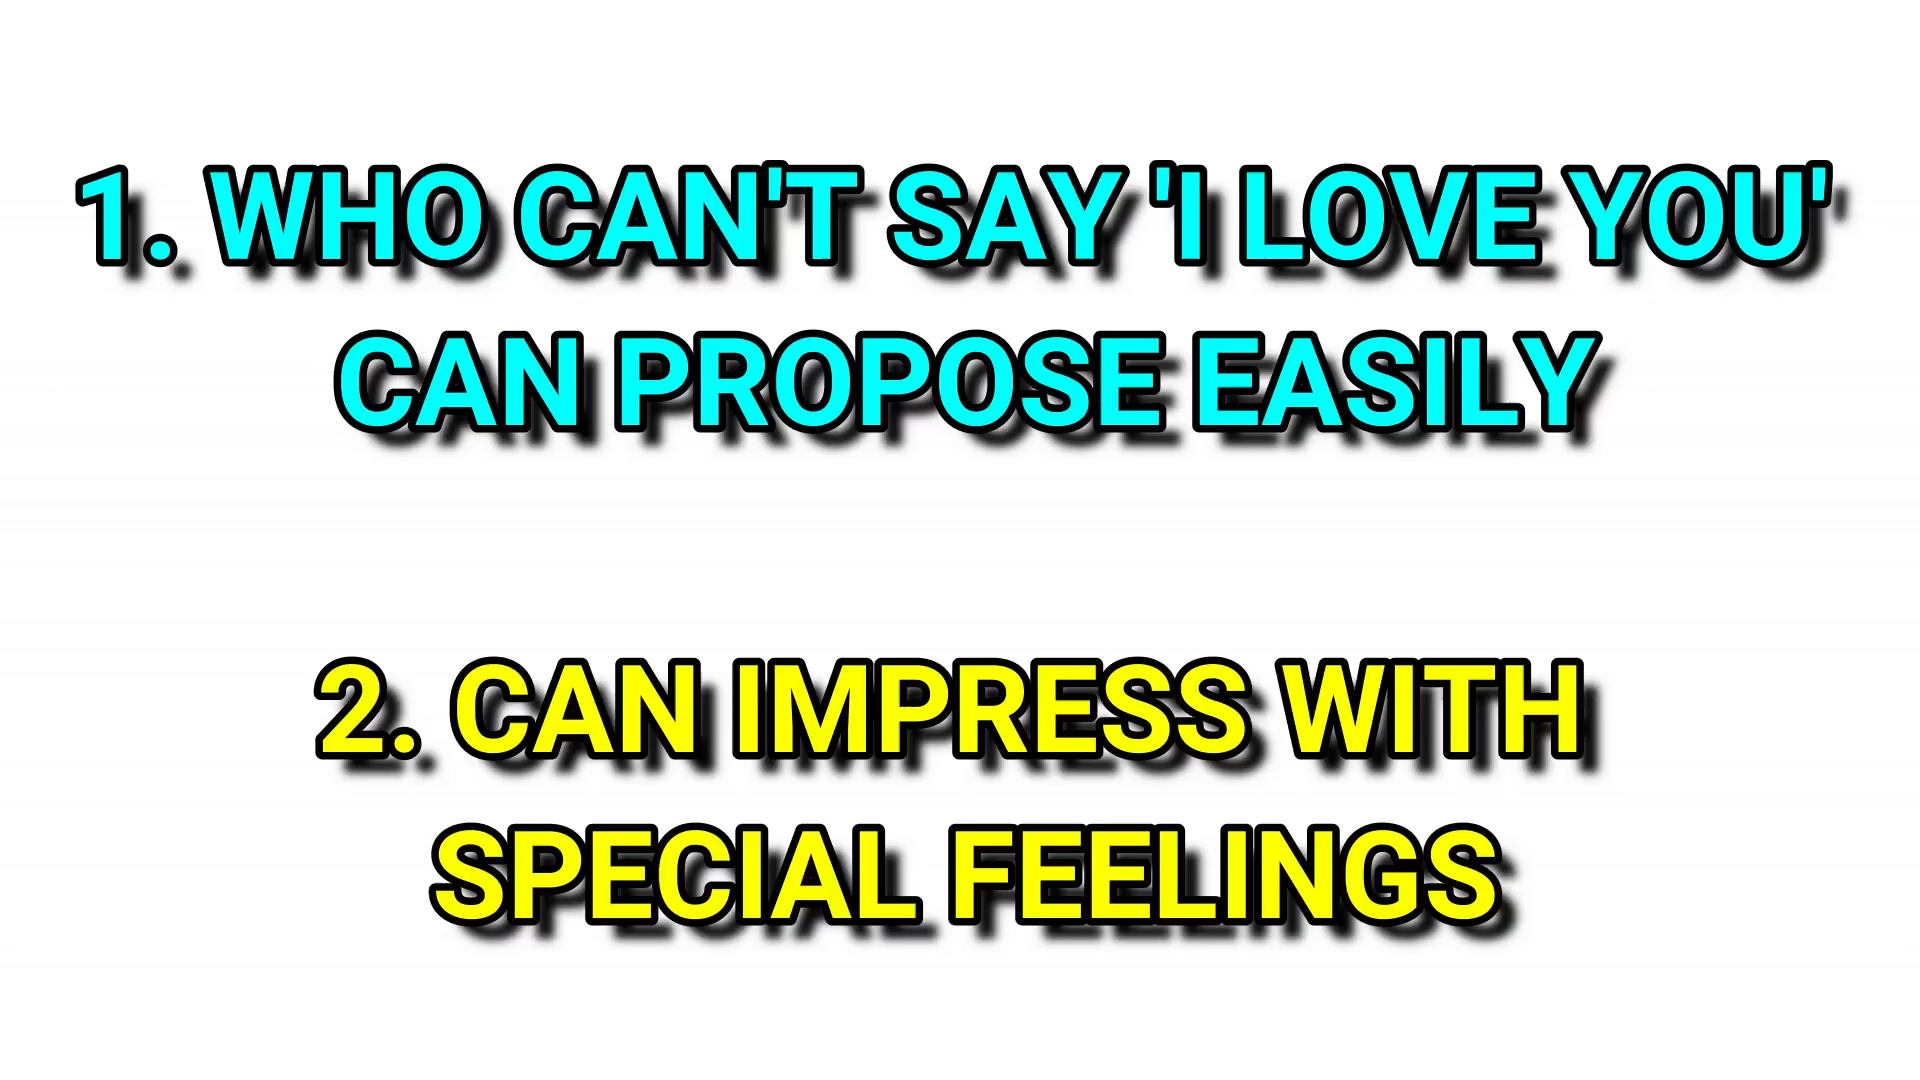 1. WHO CAN'T SAY 'I LOVE YOU'
CAN PROPOSE EASILY
2. CAN IMPRESS WITH
SPECIAL FEELINGS